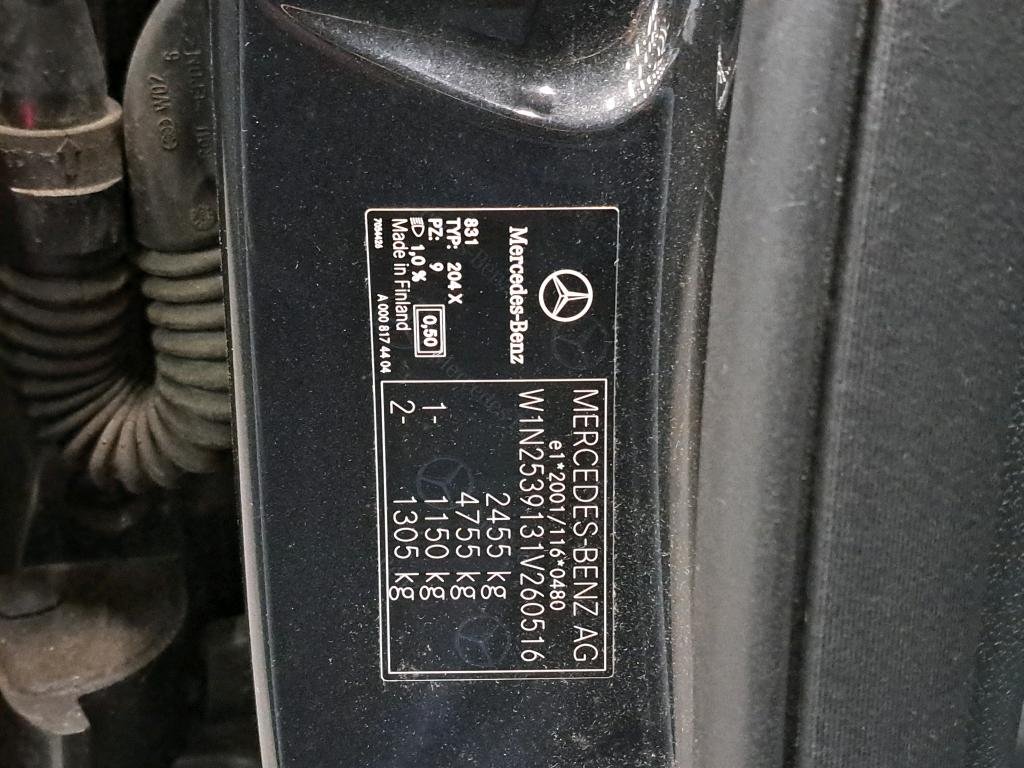 Mercedes-Benz
831
TYP: 204 X
PZ: 9
1,0 % 0,50
Made in Finland
7084426 A 000 817 44 04
MERCEDES-BENZ AG
e1*2001/116*0480
W1N2539131V260516
2455 kg
4755 kg
1- 1150 kg
2- 1305 kg